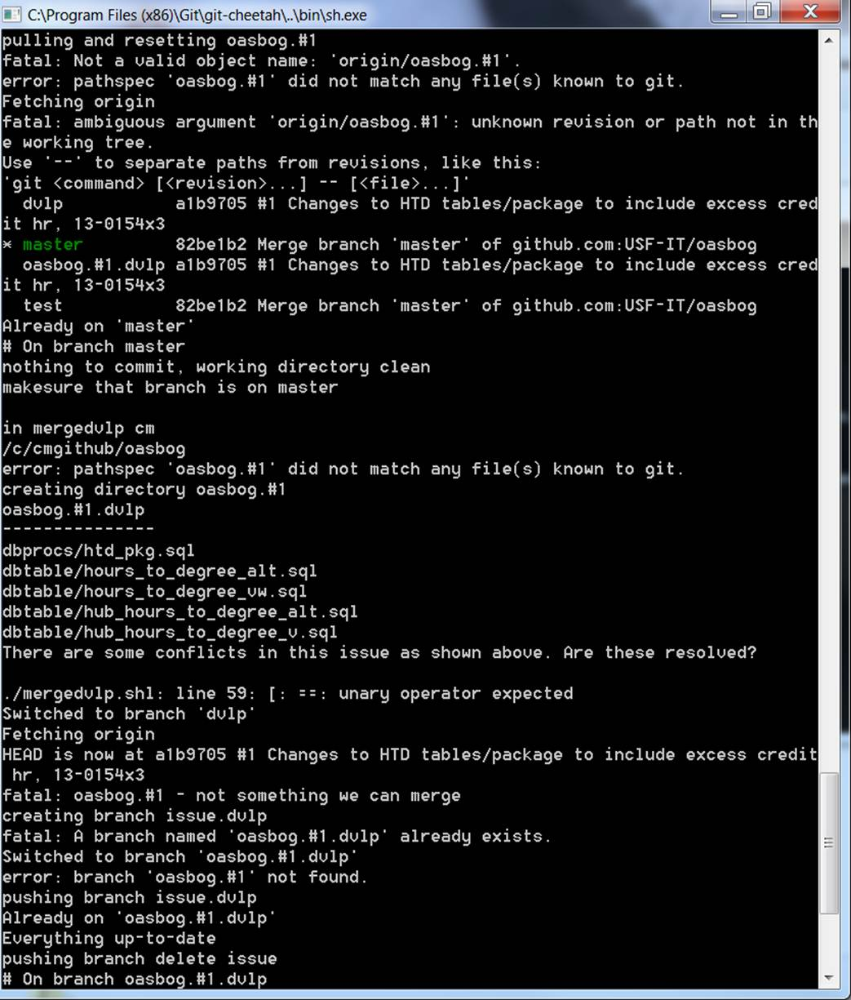 C:\Program Files (x86)\Git\git-cheetah\..\bin\sh.exe
pulling and resetting oasbog.#1
fatal: Not a valid object name: 'origin/oasbog.#1'.
error: pathspec 'oasbog.#1' did not match any file(s) known to git.
Fetching origin
fatal: ambiguous argument 'origin/oasbog.#1': unknown revision or path not in th
e working tree.
Use '--' to separate paths from revisions, like this:
'git <command> [<revision>...] -- [<file>...]'
  dvlp           a1b9705 #1 Changes to HTD tables/package to include excess cred
it hr, 13-0154x3
* master         82be1b2 Merge branch 'master' of github.com:USF-IT/oasbog
  oasbog.#1.dvlp a1b9705 #1 Changes to HTD tables/package to include excess cred
it hr, 13-0154x3
  test           82be1b2 Merge branch 'master' of github.com:USF-IT/oasbog
Already on 'master'
# On branch master
nothing to commit, working directory clean
makesure that branch is on master
in mergedvlp cm
/c/cmgithub/oasbog
error: pathspec 'oasbog.#1' did not match any file(s) known to git.
creating directory oasbog.#1
oasbog.#1.dvlp
---------------
dbprocs/htd_pkg.sql
dbtable/hours_to_degree_alt.sql
dbtable/hours_to_degree_vw.sql
dbtable/hub_hours_to_degree_alt.sql
dbtable/hub_hours_to_degree_v.sql
There are some conflicts in this issue as shown above. Are these resolved?
./mergedvlp.shl: line 59: [: ==: unary operator expected
Switched to branch 'dvlp'
Fetching origin
HEAD is now at a1b9705 #1 Changes to HTD tables/package to include excess credit
 hr, 13-0154x3
fatal: oasbog.#1 - not something we can merge
creating branch issue.dvlp
fatal: A branch named 'oasbog.#1.dvlp' already exists.
Switched to branch 'oasbog.#1.dvlp'
error: branch 'oasbog.#1' not found.
pushing branch issue.dvlp
Already on 'oasbog.#1.dvlp'
Everything up-to-date
pushing branch delete issue
# On branch oasbog.#1.dvlp